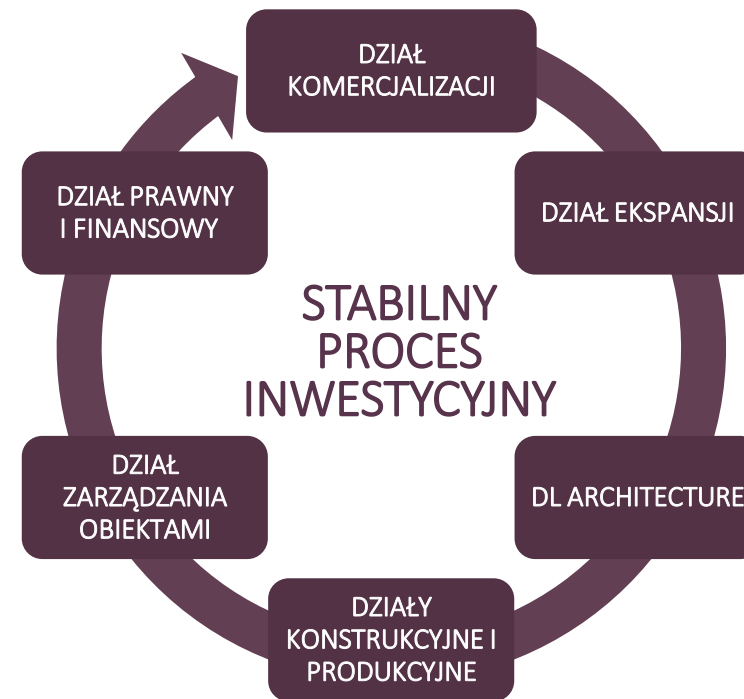 DZIAŁ
KOMERCJALIZACJI
DZIAŁ EKSPANSJI
DL ARCHITECTURE
DZIAŁY
KONSTRUKCYJNE I
PRODUKCYJNE
DZIAŁ
ZARZĄDZANIA
OBIEKTAMI
DZIAŁ PRAWNY
I FINANSOWY
STABILNY
PROCES
INWESTYCYJNY